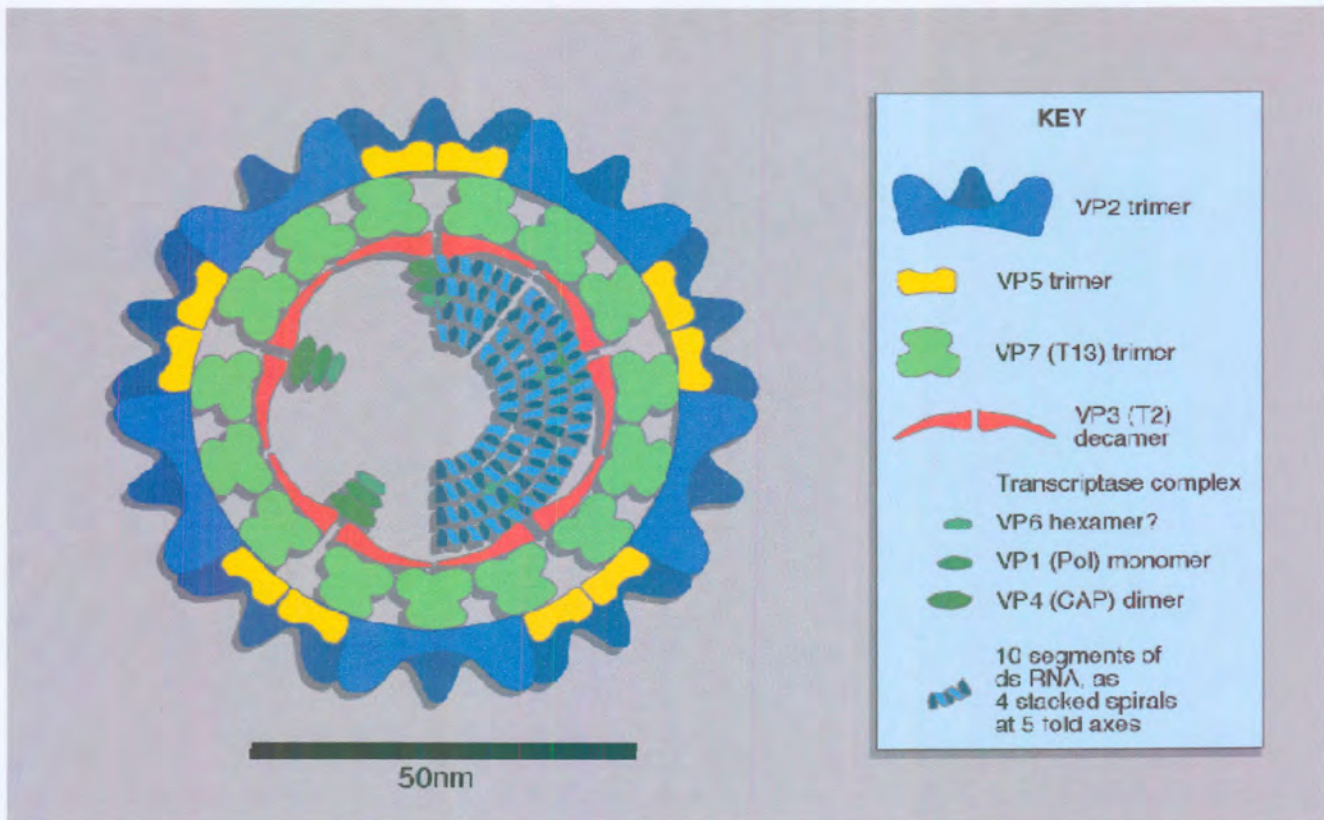 KEY
VP2 trimer
VP5 trimer
VP7 (T13) trimer
VP3 (T2)
decamer
Transcriptase complex
VP6 hexamer?
VP1 (Pol) monomer
VP4 (CAP) dimer
10 segments of
ds RNA, as
4 stacked spirals
at 5 fold axes
50nm